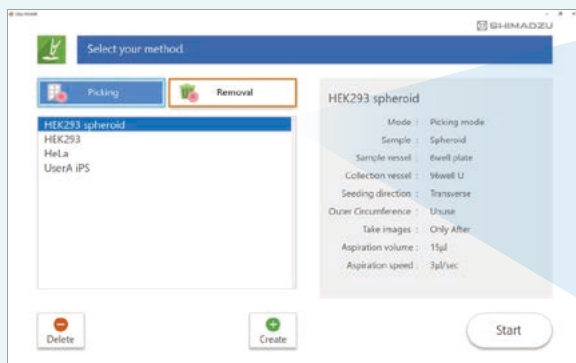 SHIMADZU
Select your method.
Picking
Removal
HEK293 spheroid
HEK293
HeLa
UserA iPS
HEK293 spheroid
Mode : Picking mode
Sample : Spheroid
Sample vessel : 6well plate
Collection vessel : 96well U
Seeding direction : Transverse
Outer Circumference : Unuse
Take images : Only After
Aspiration volume : 15μl
Aspiration speed : 3μl/sec
Delete
Create
Start